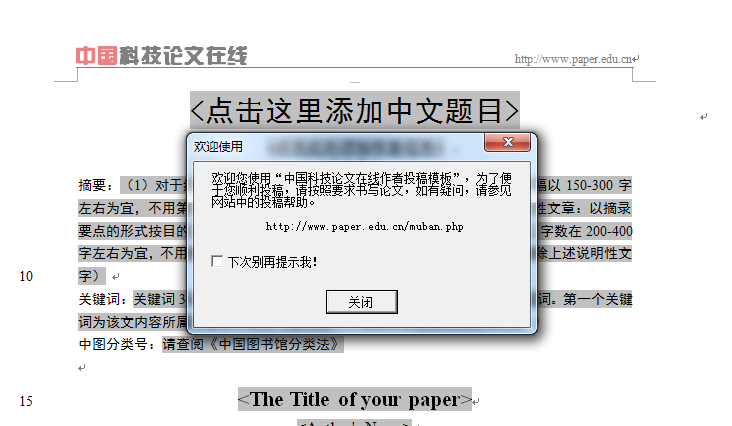 中国科技论文在线
http://www.paper.edu.cn
<点击这里添加中文题目>
欢迎使用
欢迎您使用“中国科技论文在线作者投稿模板”，为了便
于您顺利投稿，请按照要求书写论文，如有疑问，请参见
网站中的投稿帮助。
http://www.paper.edu.cn/muban.php
下次别再提示我！
关闭
摘要：（1）对于 幅以 150-300 字
左右为宜，不用第 性文章：以摘录
要点的形式按目的 字数在 200-400
字左右为宜，不用 除上述说明性文
10 字）
关键词：关键词 3 词。第一个关键
词为该文内容所属
中图分类号：请查阅《中国图书馆分类法》
15 <The Title of your paper>